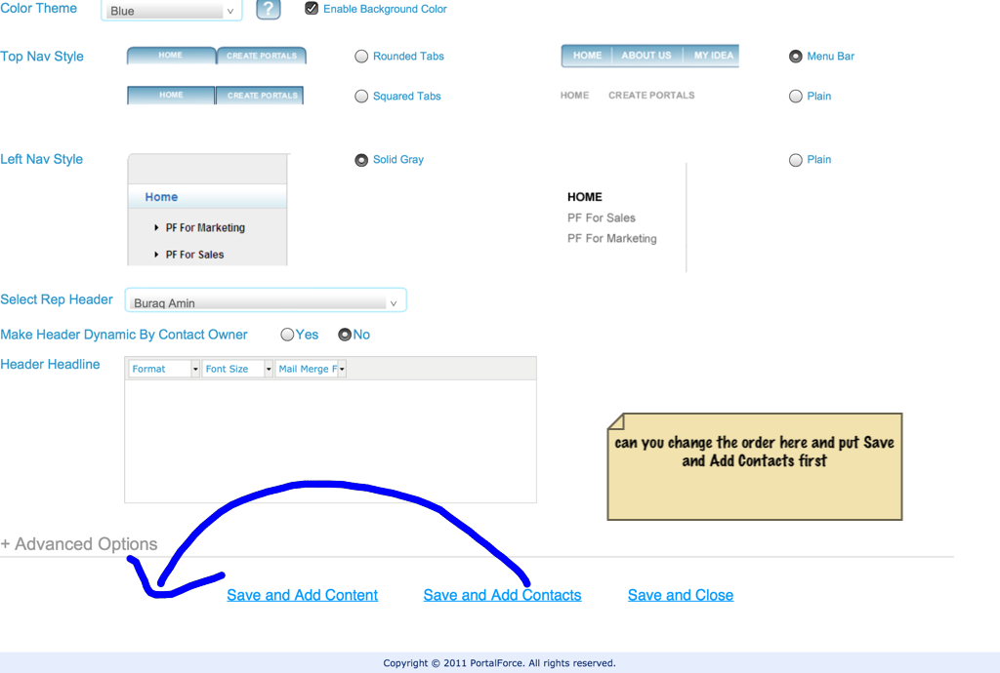 Color Theme Blue ? Enable Background Color
Top Nav Style HOME CREATE PORTALS Rounded Tabs HOME ABOUT US MY IDEA Menu Bar
HOME CREATE PORTALS Squared Tabs HOME CREATE PORTALS Plain
Left Nav Style Solid Gray Plain
Home
PF For Marketing
PF For Sales
HOME
PF For Sales
PF For Marketing
Select Rep Header Buraq Amin
Make Header Dynamic By Contact Owner Yes No
Header Headline
Format Font Size Mail Merge F
can you change the order here and put Save
and Add Contacts first
+ Advanced Options
Save and Add Content Save and Add Contacts Save and Close
Copyright © 2011 PortalForce. All rights reserved.